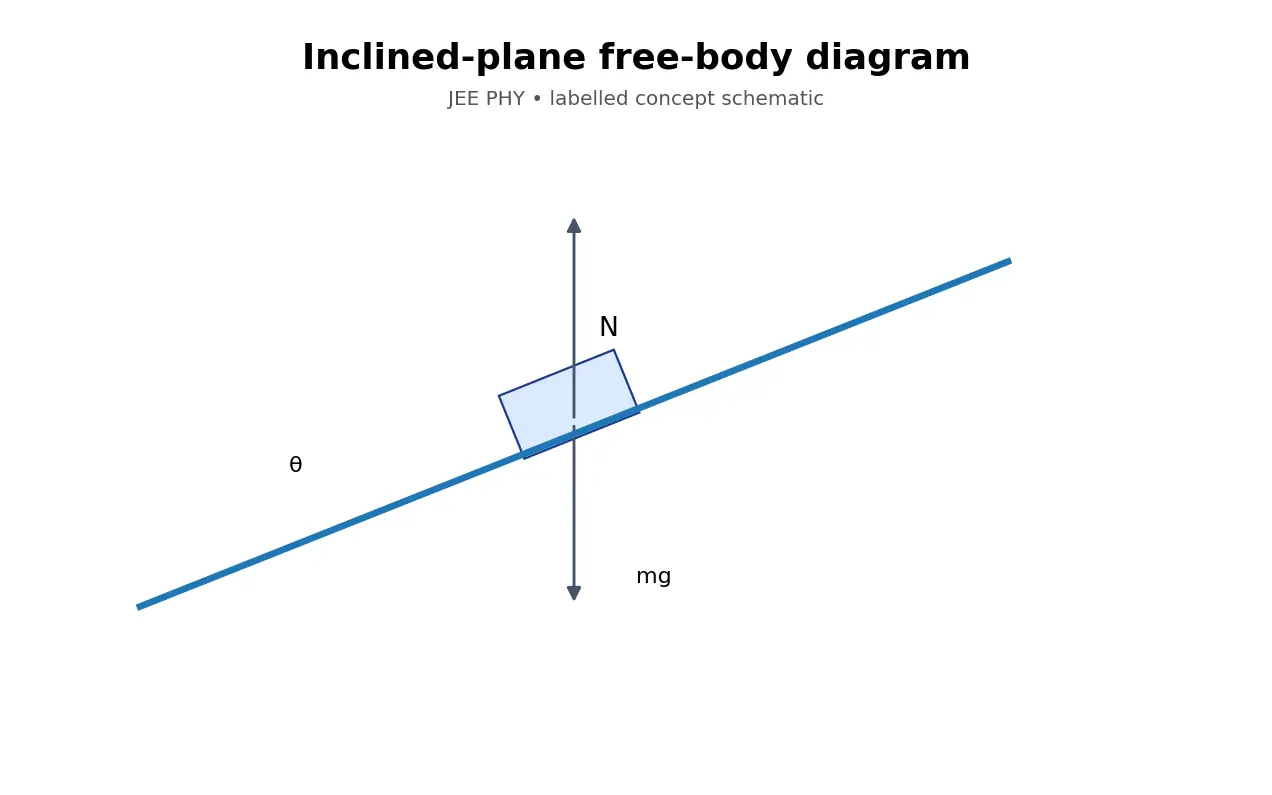 Inclined-plane free-body diagram
JEE PHY • labelled concept schematic
N
θ
mg